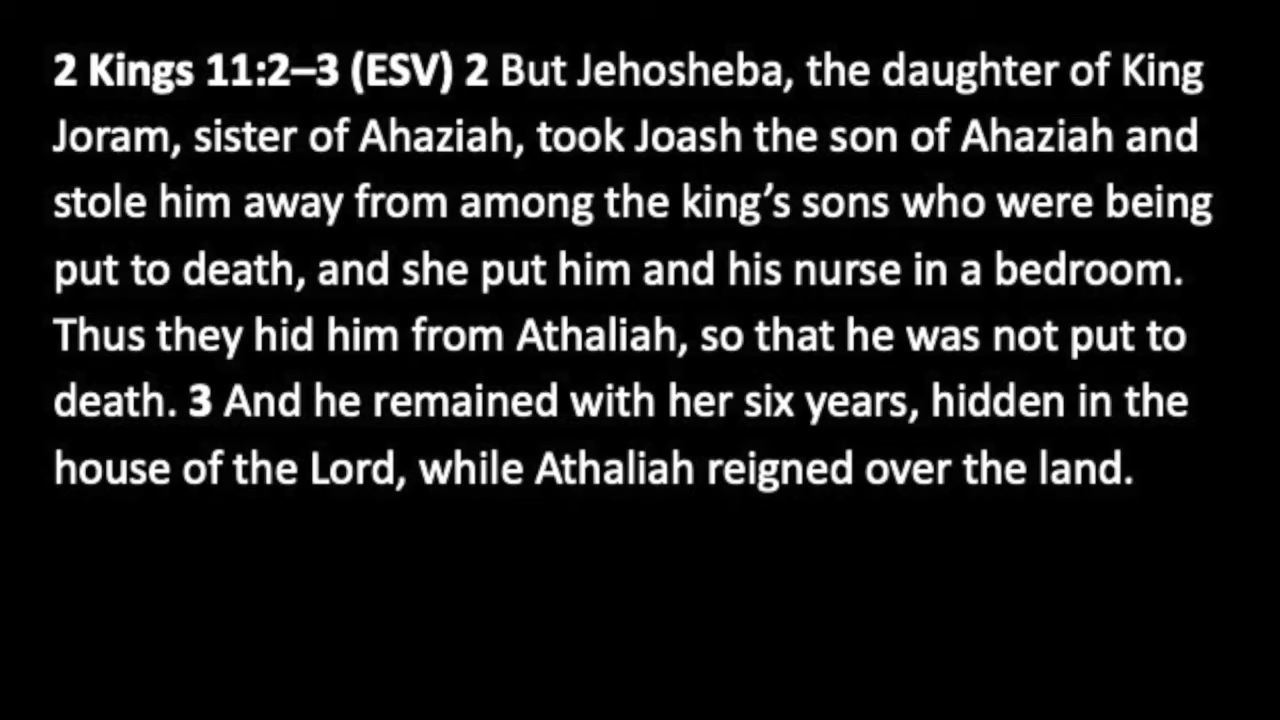 2 Kings 11:2–3 (ESV) 2 But Jehosheba, the daughter of King
Joram, sister of Ahaziah, took Joash the son of Ahaziah and
stole him away from among the king’s sons who were being
put to death, and she put him and his nurse in a bedroom.
Thus they hid him from Athaliah, so that he was not put to
death. 3 And he remained with her six years, hidden in the
house of the Lord, while Athaliah reigned over the land.